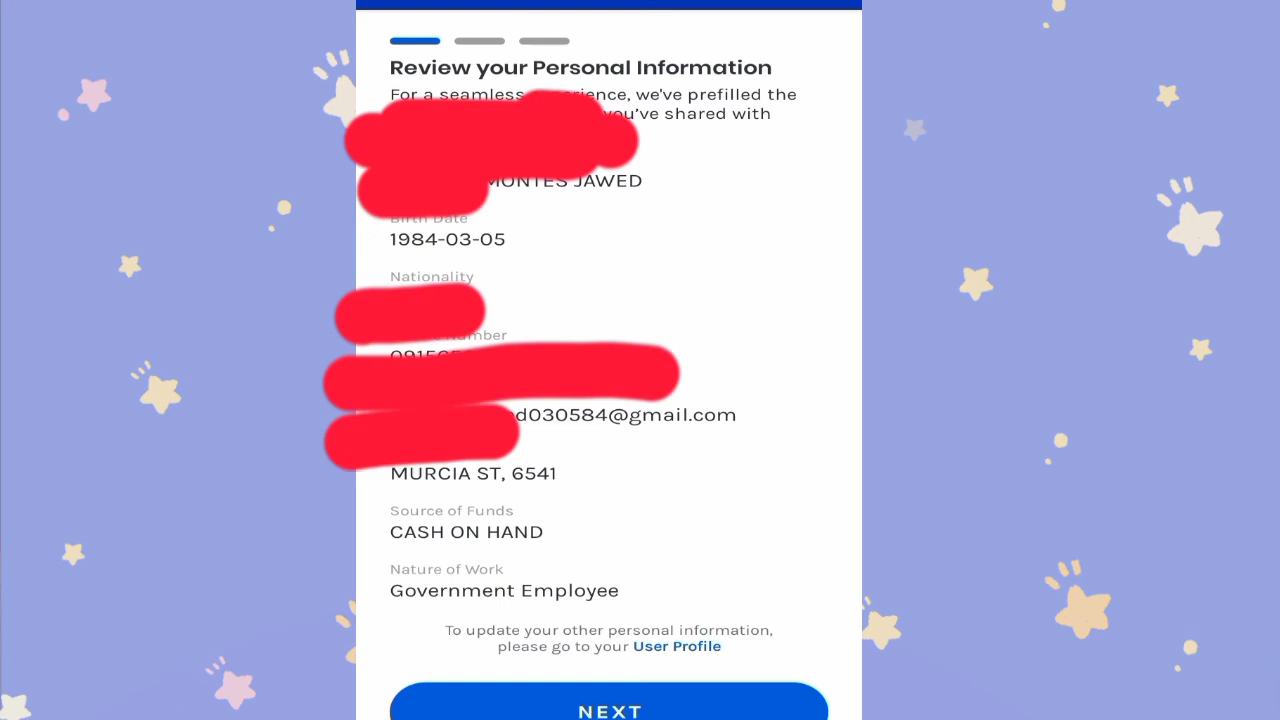 Review your Personal Information
For a seamless experience, we've prefilled the
you've shared with
MONTES JAWED
Birth Date
1984-03-05
Nationality
Number
d030584@gmail.com
MURCIA ST, 6541
Source of Funds
CASH ON HAND
Nature of Work
Government Employee
To update your other personal information,
please go to your User Profile
NEXT